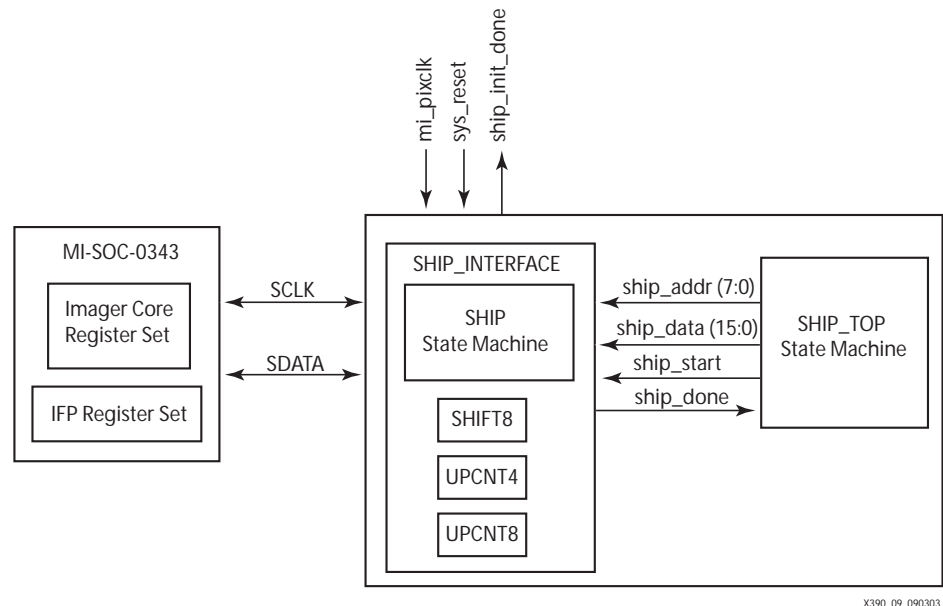 mi_pixclk
sys_reset
ship_init_done
MI-SOC-0343
Imager Core
Register Set
IFP Register Set
SCLK
SDATA
SHIP_INTERFACE
SHIP
State Machine
SHIFT8
UPCNT4
UPCNT8
ship_addr (7:0)
ship_data (15:0)
ship_start
ship_done
SHIP_TOP
State Machine
X390_09_090303